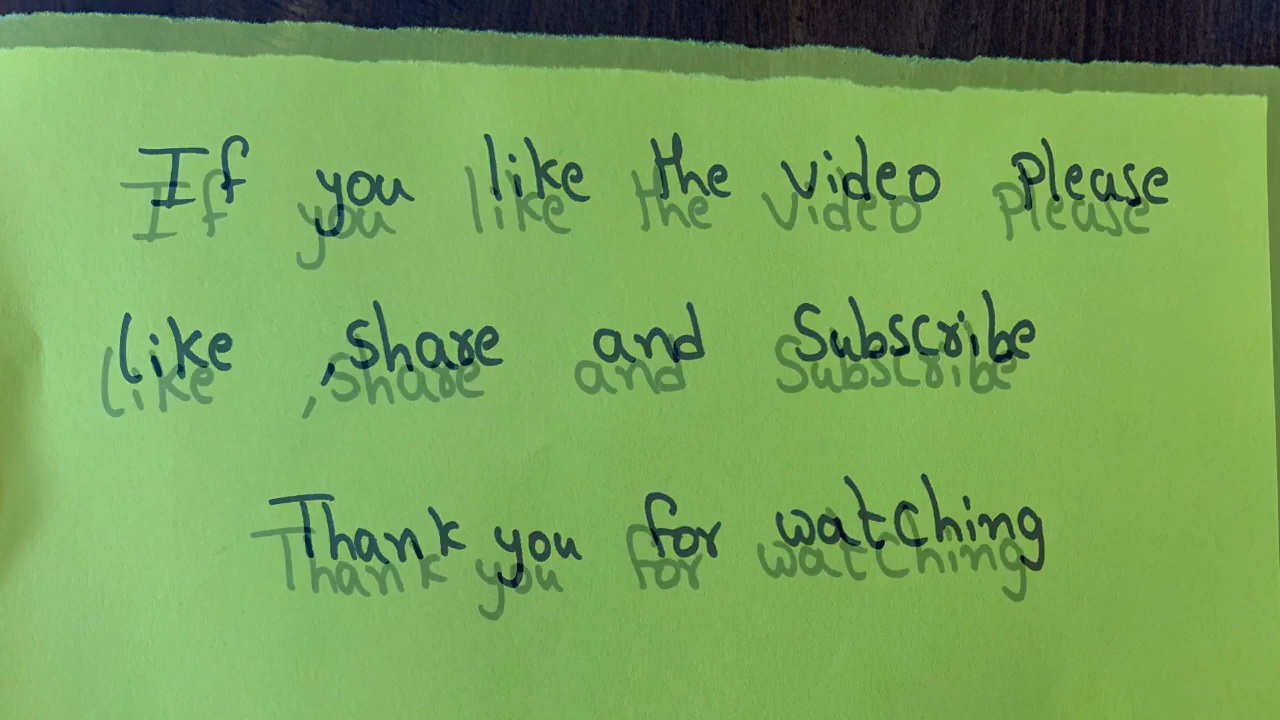 If you like the video please
like , share and Subscribe
Thank you for watching